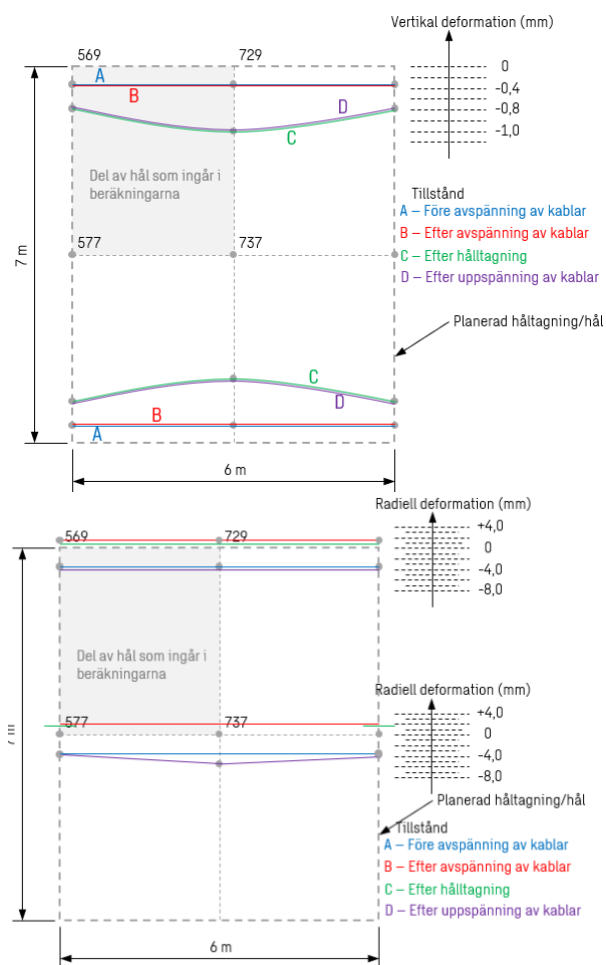 Vertikal deformation (mm)
569
729
A
B
D
C
0
-0,4
-0,8
-1,0
Del av hål som ingår i
beräkningarna
Tillstånd
A – Före avspänning av kablar
B – Efter avspänning av kablar
C – Efter hålltagning
D – Efter uppspänning av kablar
577
737
7 m
Planerad håltagning/hål
C
B
D
A
6 m
Radiell deformation (mm)
569
729
+4,0
0
-4,0
-8,0
Del av hål som ingår i
beräkningarna
Radiell deformation (mm)
577
737
+4,0
0
-4,0
-8,0
7 m
Planerad håltagning/hål
Tillstånd
A – Före avspänning av kablar
B – Efter avspänning av kablar
C – Efter hålltagning
D – Efter uppspänning av kablar
6 m